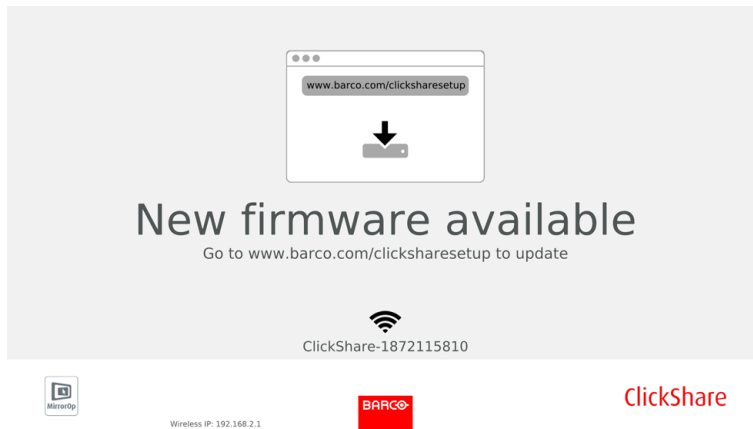 www.barco.com/clicksharesetup
New firmware available
Go to www.barco.com/clicksharesetup to update
ClickShare-1872115810
MirrorOp
Wireless IP: 192.168.2.1
BARCO
ClickShare